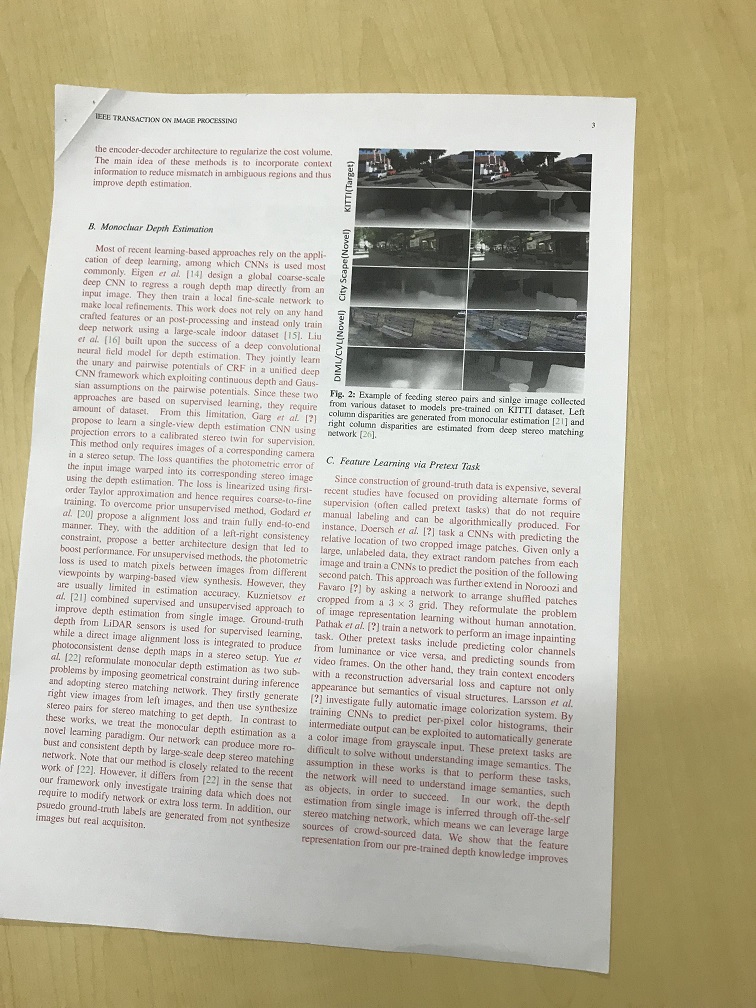 IEEE TRANSACTION ON IMAGE PROCESSING
3
the encoder-decoder architecture to regularize the cost volume.
The main idea of these methods is to incorporate context
information to reduce mismatch in ambiguous regions and thus
improve depth estimation.
B. Monocluar Depth Estimation
Most of recent learning-based approaches rely on the appli-
cation of deep learning, among which CNNs is used most
commonly. Eigen et al. [14] design a global coarse-scale
deep CNN to regress a rough depth map directly from an
input image. They then train a local fine-scale network to
make local refinements. This work does not rely on any hand
crafted features or an post-processing and instead only train
deep network using a large-scale indoor dataset [15]. Liu
et al. [16] built upon the success of a deep convolutional
neural field model for depth estimation. They jointly learn
the unary and pairwise potentials of CRF in a unified deep
CNN framework which exploiting continuous depth and Gaus-
sian assumptions on the pairwise potentials. Since these two
approaches are based on supervised learning, they require
amount of dataset. From this limitation, Garg et al. [?]
propose to learn a single-view depth estimation CNN using
projection errors to a calibrated stereo twin for supervision.
This method only requires images of a corresponding camera
in a stereo setup. The loss quantifies the photometric error of
the input image warped into its corresponding stereo image
using the depth estimation. The loss is linearized using first-
order Taylor approximation and hence requires coarse-to-fine
training. To overcome prior unsupervised method, Godard et
al. [20] propose a alignment loss and train fully end-to-end
manner. They, with the addition of a left-right consistency
constraint, propose a better architecture design that led to
boost performance. For unsupervised methods, the photometric
loss is used to match pixels between images from different
viewpoints by warping-based view synthesis. However, they
are usually limited in estimation accuracy. Kuznietsov et
al. [21] combined supervised and unsupervised approach to
improve depth estimation from single image. Ground-truth
depth from LiDAR sensors is used for supervised learning,
while a direct image alignment loss is integrated to produce
photoconsistent dense depth maps in a stereo setup. Yue et
al. [22] reformulate monocular depth estimation as two sub-
problems by imposing geometrical constraint during inference
and adopting stereo matching network. They firstly generate
right view images from left images, and then use synthesize
stereo pairs for stereo matching to get depth. In contrast to
these works, we treat the monocular depth estimation as a
novel learning paradigm. Our network can produce more ro-
bust and consistent depth by large-scale deep stereo matching
network. Note that our method is closely related to the recent
work of [22]. However, it differs from [22] in the sense that
our framework only investigate training data which does not
require to modify network or extra loss term. In addition, our
psuedo ground-truth labels are generated from not synthesize
images but real acquisiton.
KITTI(Target)
City Scape(Novel)
DIML/CVL(Novel)
Fig. 2: Example of feeding stereo pairs and sinlge image collected
from various dataset to models pre-trained on KITTI dataset. Left
column disparities are generated from monocular estimation [21] and
right column disparities are estimated from deep stereo matching
network [26].
C. Feature Learning via Pretext Task
Since construction of ground-truth data is expensive, several
recent studies have focused on providing alternate forms of
supervision (often called pretext tasks) that do not require
manual labeling and can be algorithmically produced. For
instance, Doersch et al. [?] task a CNNs with predicting the
relative location of two cropped image patches. Given only a
large, unlabeled data, they extract random patches from each
image and train a CNNs to predict the position of the following
second patch. This approach was further extend in Noroozi and
Favaro [?] by asking a network to arrange shuffled patches
cropped from a 3 × 3 grid. They reformulate the problem
of image representation learning without human annotation.
Pathak et al. [?] train a network to perform an image inpainting
task. Other pretext tasks include predicting color channels
from luminance or vice versa, and predicting sounds from
video frames. On the other hand, they train context encoders
with a reconstruction adversarial loss and capture not only
appearance but semantics of visual structures. Larsson et al.
[?] investigate fully automatic image colorization system. By
training CNNs to predict per-pixel color histograms, their
intermediate output can be exploited to automatically generate
a color image from grayscale input. These pretext tasks are
difficult to solve without understanding image semantics. The
assumption in these works is that to perform these tasks,
the network will need to understand image semantics, such
as objects, in order to succeed. In our work, the depth
estimation from single image is inferred through off-the-self
stereo matching network, which means we can leverage large
sources of crowd-sourced data. We show that the feature
representation from our pre-trained depth knowledge improves